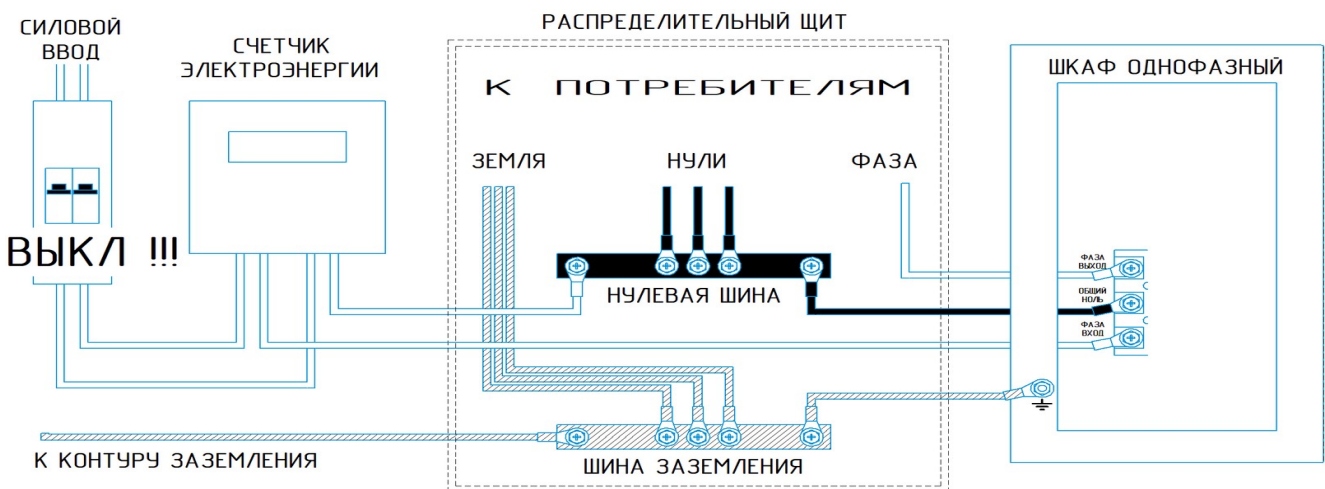 СИЛОВОЙ
ВВОД
СЧЕТЧИК
ЭЛЕКТРОЭНЕРГИИ
РАСПРЕДЕЛИТЕЛЬНЫЙ ЩИТ
К ПОТРЕБИТЕЛЯМ
ШКАФ ОДНОФАЗНЫЙ
ЗЕМЛЯ
НУЛИ
ФАЗА
ВЫКЛ !!!
НУЛЕВАЯ ШИНА
ФАЗА
ВЫХОД
ОБЩИЙ
НОЛЬ
ФАЗА
ВХОД
К КОНТУРУ ЗАЗЕМЛЕНИЯ
ШИНА ЗАЗЕМЛЕНИЯ